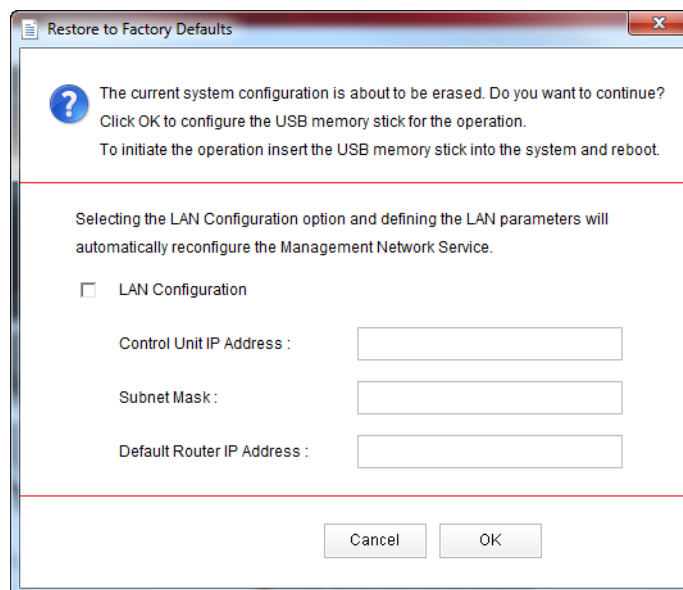 Restore to Factory Defaults
The current system configuration is about to be erased. Do you want to continue?
Click OK to configure the USB memory stick for the operation.
To initiate the operation insert the USB memory stick into the system and reboot.
Selecting the LAN Configuration option and defining the LAN parameters will
automatically reconfigure the Management Network Service.
LAN Configuration
Control Unit IP Address :
Subnet Mask :
Default Router IP Address :
Cancel
OK